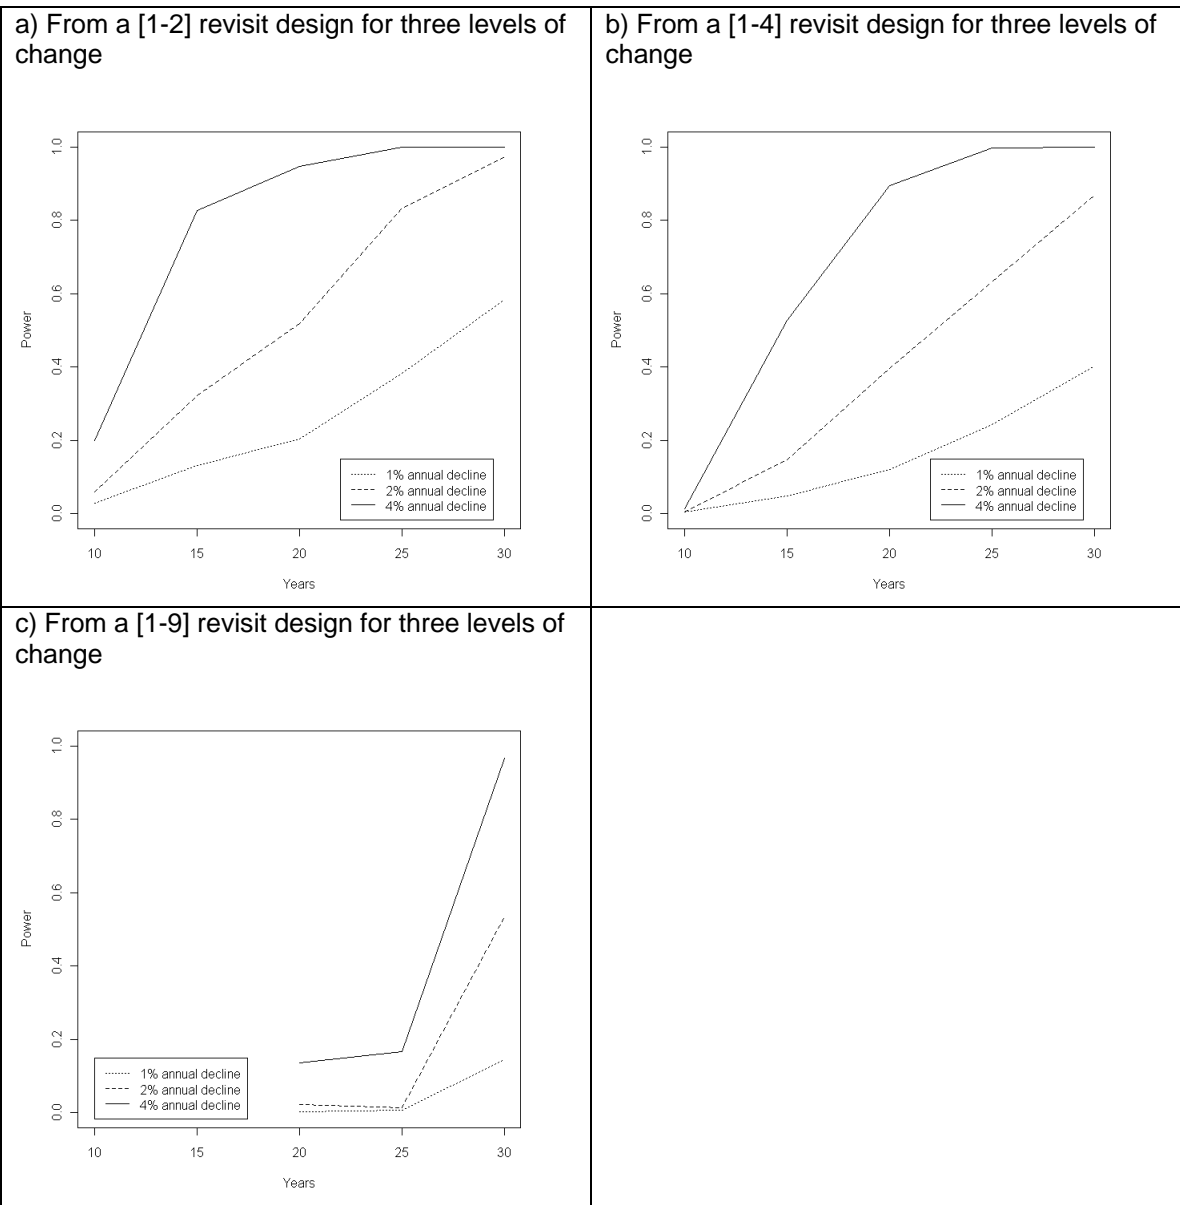 a) From a [1-2] revisit design for three levels of
change
1.0
0.8
0.6
0.4
0.2
0.0
Power
1% annual decline
2% annual decline
4% annual decline
10 15 20 25 30
Years
b) From a [1-4] revisit design for three levels of
change
1.0
0.8
0.6
0.4
0.2
0.0
Power
1% annual decline
2% annual decline
4% annual decline
10 15 20 25 30
Years
c) From a [1-9] revisit design for three levels of
change
1.0
0.8
0.6
0.4
0.2
0.0
Power
1% annual decline
2% annual decline
4% annual decline
10 15 20 25 30
Years